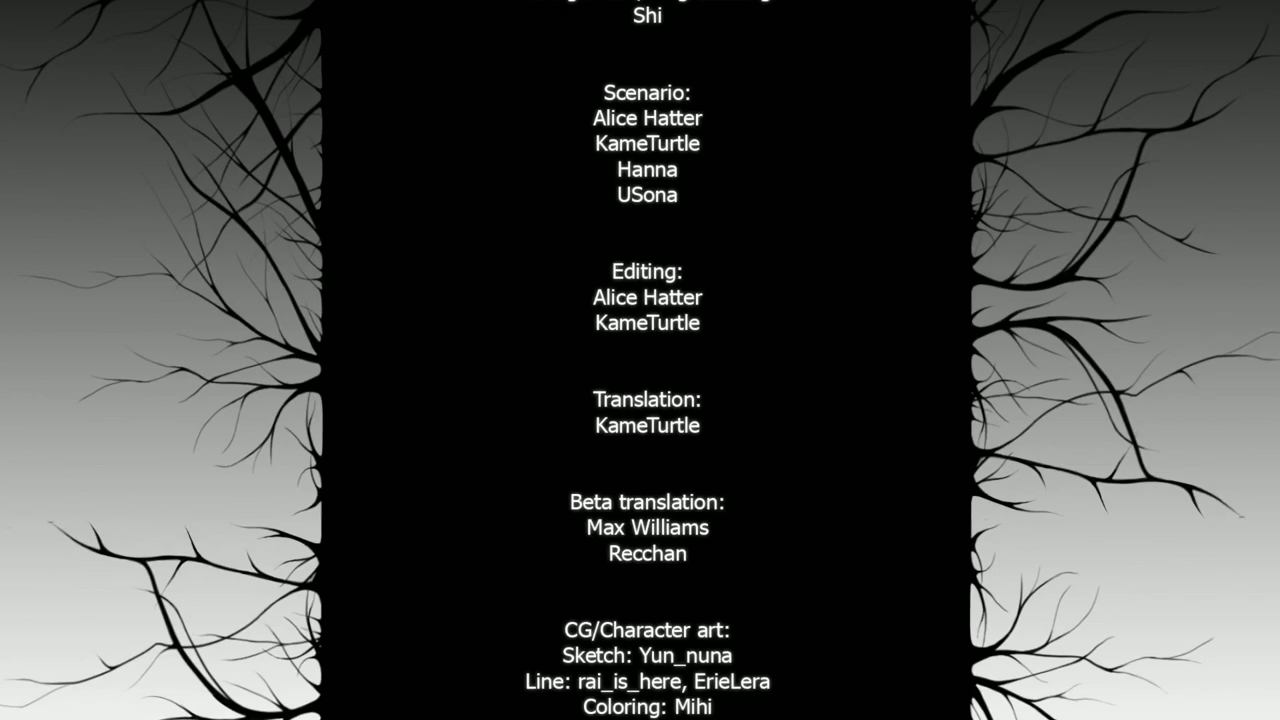 Shi
Scenario:
Alice Hatter
KameTurtle
Hanna
USona
Editing:
Alice Hatter
KameTurtle
Translation:
KameTurtle
Beta translation:
Max Williams
Recchan
CG/Character art:
Sketch: Yun_nuna
Line: rai_is_here, ErieLera
Coloring: Mihi